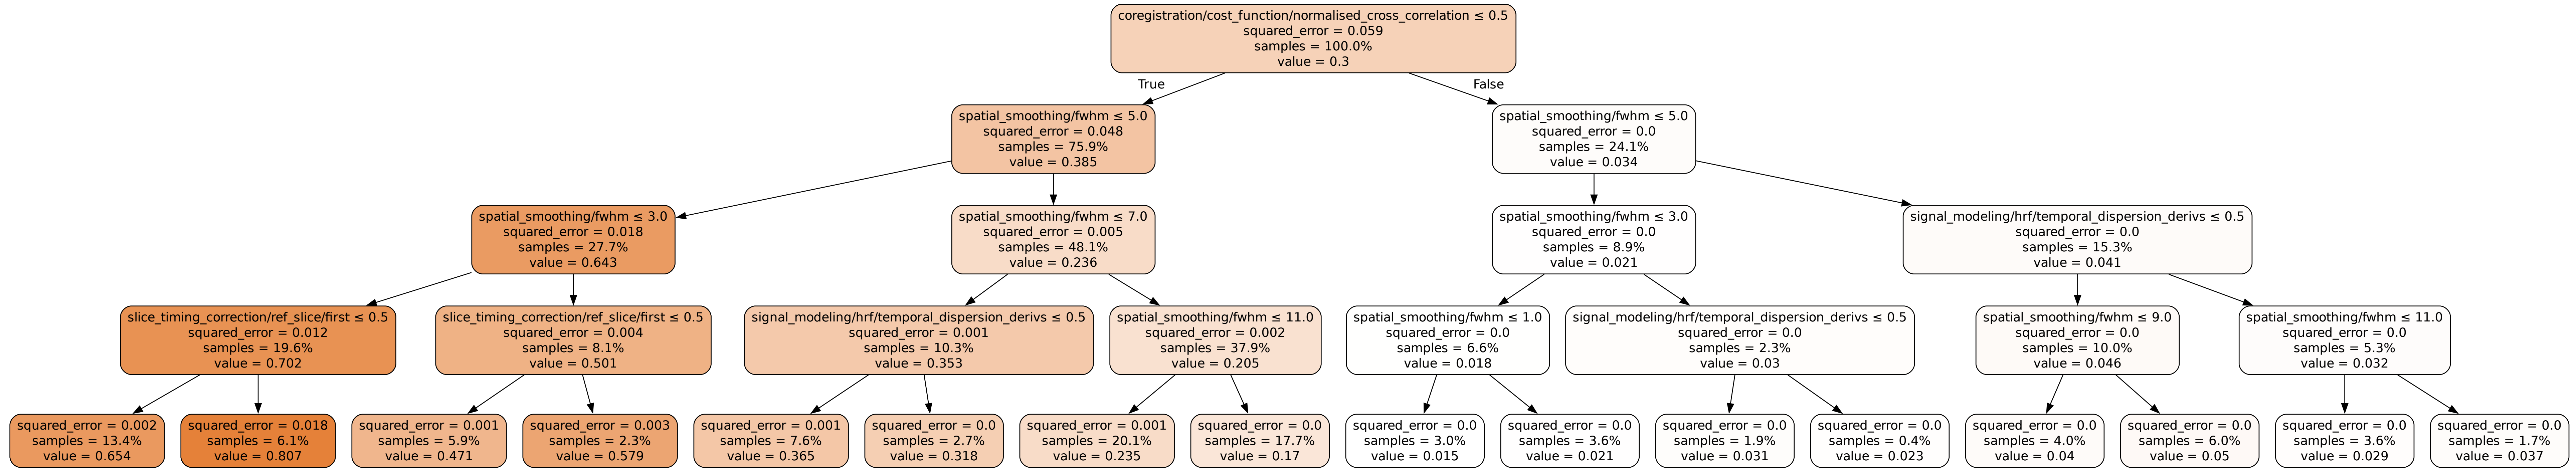 coregistration/cost_function/normalised_cross_correlation ≤ 0.5
squared_error = 0.059
samples = 100.0%
value = 0.3
True
False
spatial_smoothing/fwhm ≤ 5.0
squared_error = 0.048
samples = 75.9%
value = 0.385
spatial_smoothing/fwhm ≤ 5.0
squared_error = 0.0
samples = 24.1%
value = 0.034
spatial_smoothing/fwhm ≤ 3.0
squared_error = 0.018
samples = 27.7%
value = 0.643
spatial_smoothing/fwhm ≤ 7.0
squared_error = 0.005
samples = 48.1%
value = 0.236
spatial_smoothing/fwhm ≤ 3.0
squared_error = 0.0
samples = 8.9%
value = 0.021
signal_modeling/hrf/temporal_dispersion_derivs ≤ 0.5
squared_error = 0.0
samples = 15.3%
value = 0.041
slice_timing_correction/ref_slice/first ≤ 0.5
squared_error = 0.012
samples = 19.6%
value = 0.702
slice_timing_correction/ref_slice/first ≤ 0.5
squared_error = 0.004
samples = 8.1%
value = 0.501
signal_modeling/hrf/temporal_dispersion_derivs ≤ 0.5
squared_error = 0.001
samples = 10.3%
value = 0.353
spatial_smoothing/fwhm ≤ 11.0
squared_error = 0.002
samples = 37.9%
value = 0.205
spatial_smoothing/fwhm ≤ 1.0
squared_error = 0.0
samples = 6.6%
value = 0.018
signal_modeling/hrf/temporal_dispersion_derivs ≤ 0.5
squared_error = 0.0
samples = 2.3%
value = 0.03
spatial_smoothing/fwhm ≤ 9.0
squared_error = 0.0
samples = 10.0%
value = 0.046
spatial_smoothing/fwhm ≤ 11.0
squared_error = 0.0
samples = 5.3%
value = 0.032
squared_error = 0.002
samples = 13.4%
value = 0.654
squared_error = 0.018
samples = 6.1%
value = 0.807
squared_error = 0.001
samples = 5.9%
value = 0.471
squared_error = 0.003
samples = 2.3%
value = 0.579
squared_error = 0.001
samples = 7.6%
value = 0.365
squared_error = 0.0
samples = 2.7%
value = 0.318
squared_error = 0.001
samples = 20.1%
value = 0.235
squared_error = 0.0
samples = 17.7%
value = 0.17
squared_error = 0.0
samples = 3.0%
value = 0.015
squared_error = 0.0
samples = 3.6%
value = 0.021
squared_error = 0.0
samples = 1.9%
value = 0.031
squared_error = 0.0
samples = 0.4%
value = 0.023
squared_error = 0.0
samples = 4.0%
value = 0.04
squared_error = 0.0
samples = 6.0%
value = 0.05
squared_error = 0.0
samples = 3.6%
value = 0.029
squared_error = 0.0
samples = 1.7%
value = 0.037